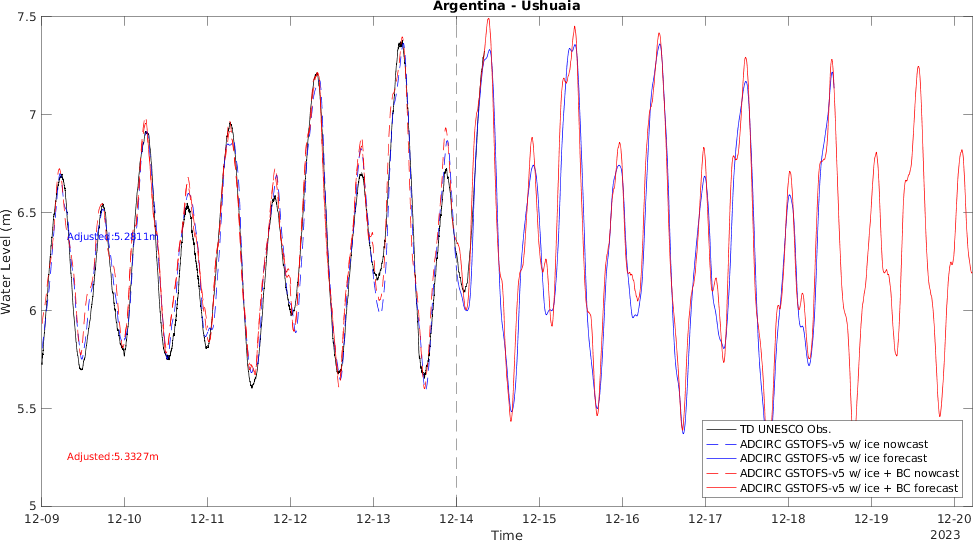 Argentina - Ushuaia
7.5
7
6.5
6
5.5
5
Water Level (m)
Adjusted:5.2811m
Adjusted:5.3327m
TD UNESCO Obs.
ADCIRC GSTOFS-v5 w/ ice nowcast
ADCIRC GSTOFS-v5 w/ ice forecast
ADCIRC GSTOFS-v5 w/ ice + BC nowcast
ADCIRC GSTOFS-v5 w/ ice + BC forecast
12-09 12-10 12-11 12-12 12-13 12-14 12-15 12-16 12-17 12-18 12-19 12-20
Time
2023